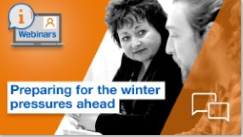 i
Webinars
Preparing for the winter
pressures ahead